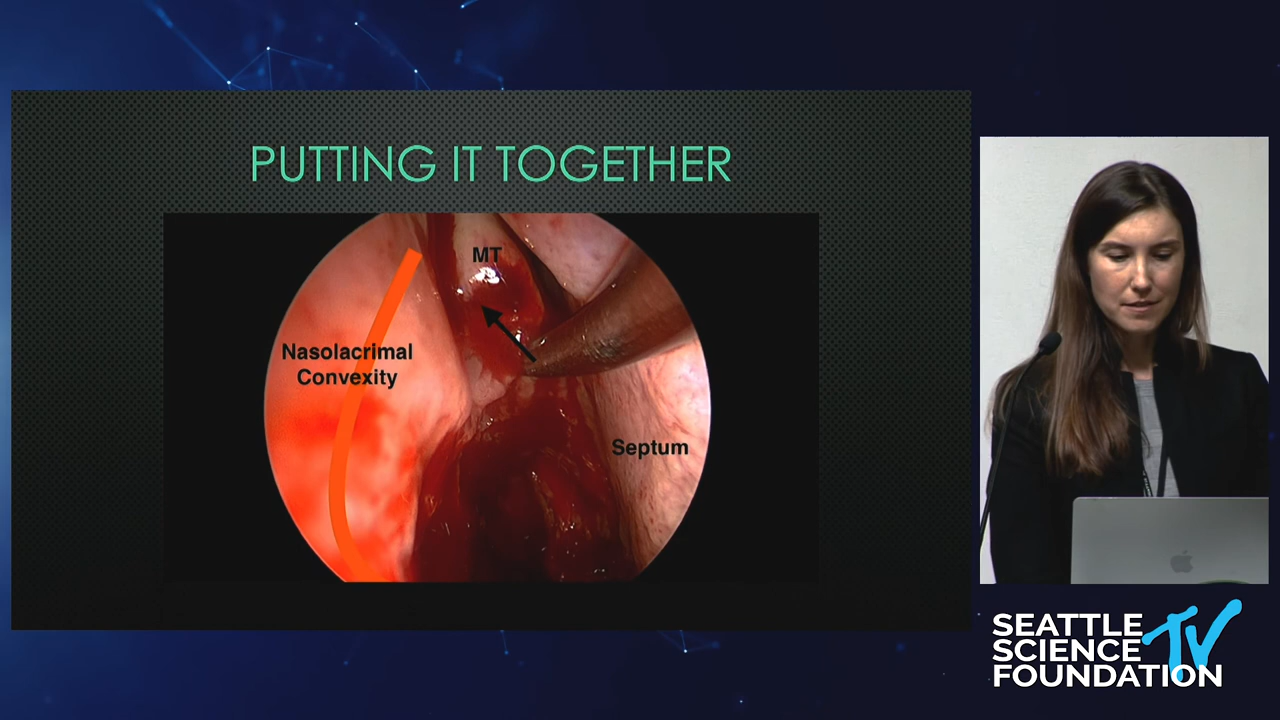 PUTTING IT TOGETHER
MT
Nasolacrimal
Convexity
Septum
SEATTLE
SCIENCE
FOUNDATION
TV